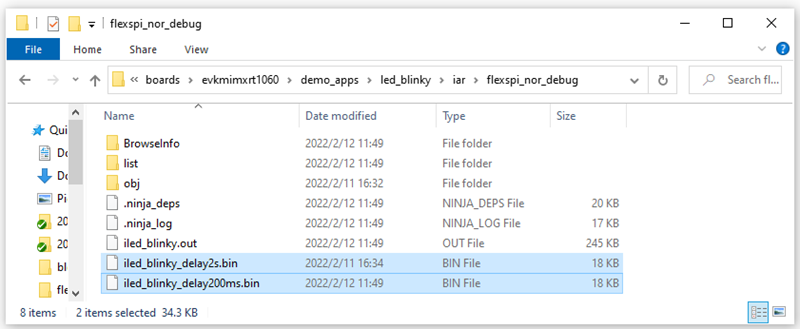 flexspi_nor_debug
File Home Share View
boards evkmimxrt1060 demo_apps led_blinky iar flexspi_nor_debug Search fl...
Name Date modified Type Size
BrowseInfo 2022/2/12 11:49 File folder
list 2022/2/12 11:49 File folder
obj 2022/2/11 16:32 File folder
.ninja_deps 2022/2/12 11:49 NINJA_DEPS File 20 KB
.ninja_log 2022/2/12 11:49 NINJA_LOG File 17 KB
iled_blinky.out 2022/2/12 11:49 OUT File 245 KB
iled_blinky_delay2s.bin 2022/2/11 16:34 BIN File 18 KB
iled_blinky_delay200ms.bin 2022/2/12 11:49 BIN File 18 KB
Qui
Do
Do
Pi
20
20
bl
fle
8 items 2 items selected 34.3 KB